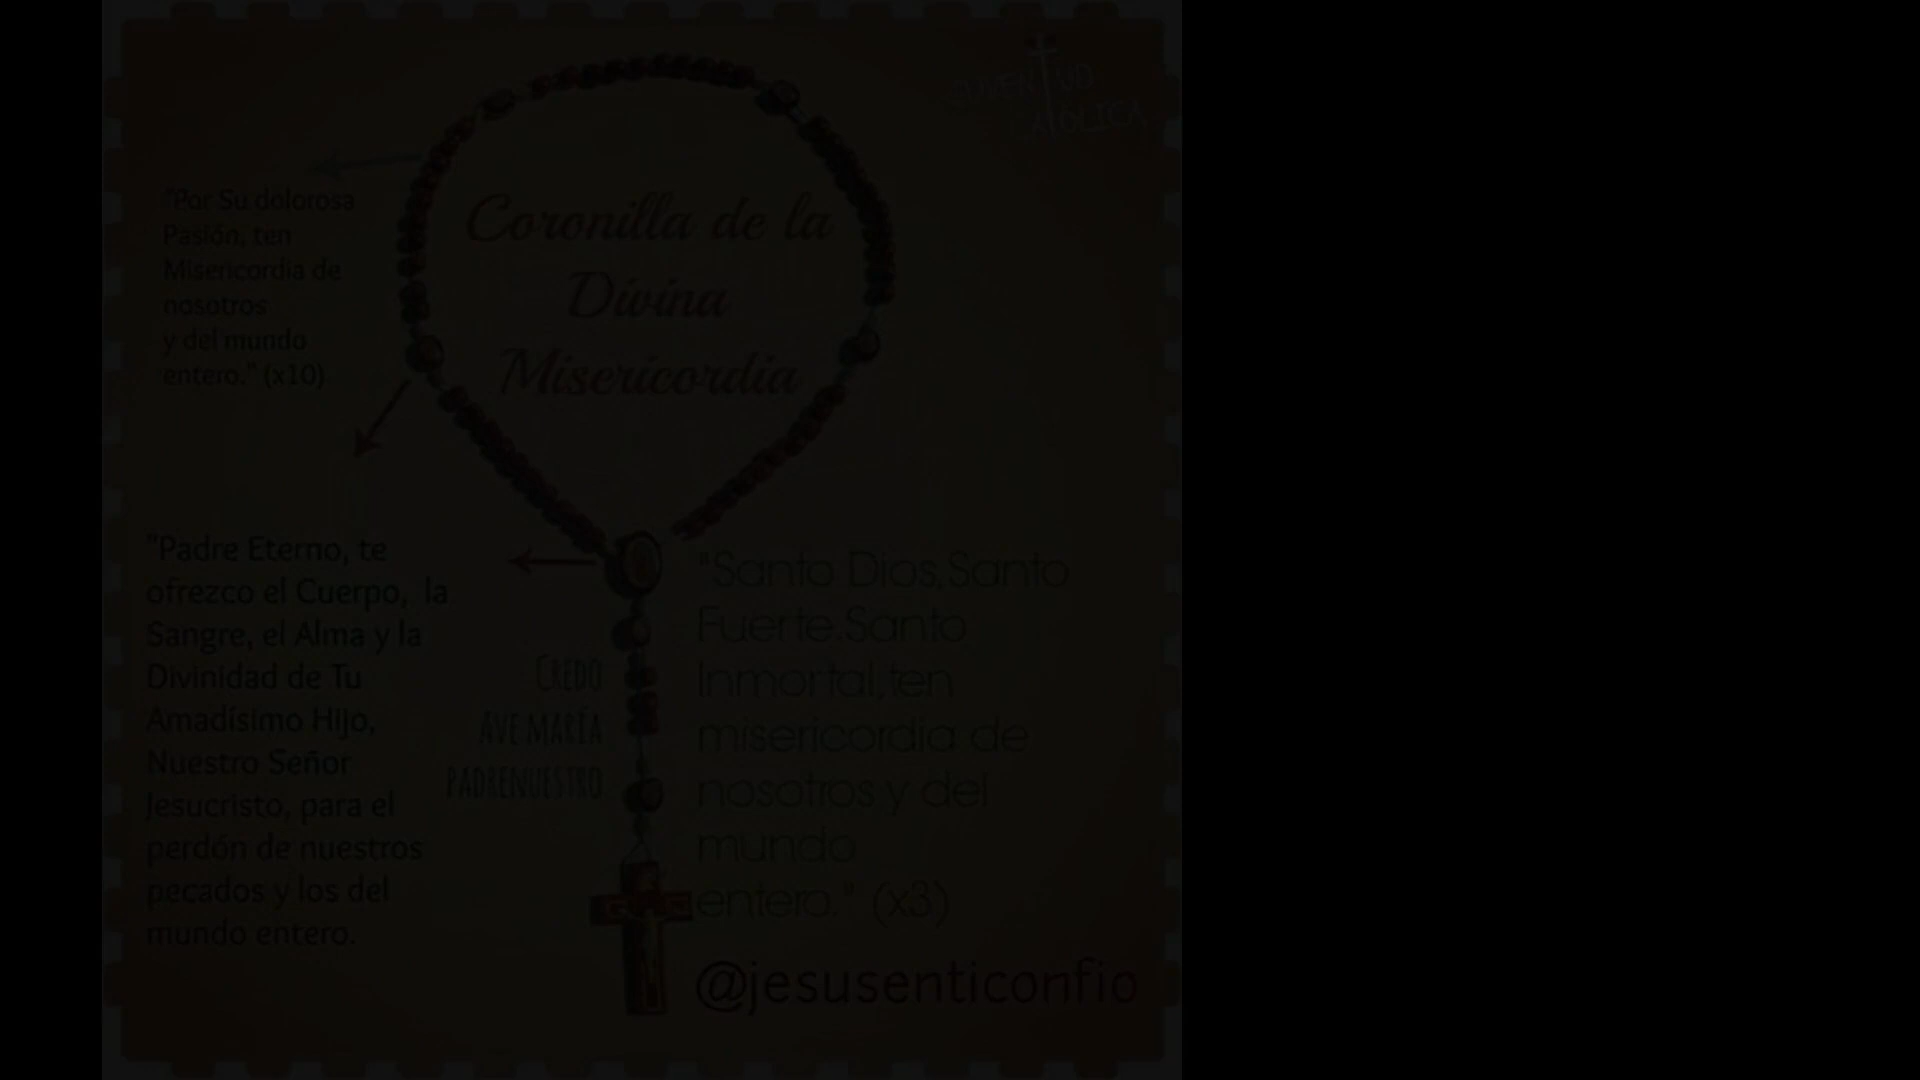 JUVENTUD
CATÓLICA
"Por Su dolorosa
Pasión, ten
Misericordia de
nosotros
y del mundo
entero." (x10)
Coronilla de la
Divina
Misericordia
"Padre Eterno, te
ofrezco el Cuerpo, la
Sangre, el Alma y la
Divinidad de Tu
Amadísimo Hijo,
Nuestro Señor
Jesucristo, para el
perdón de nuestros
pecados y los del
mundo entero.
CREDO
AVE MARÍA
PADRENUESTRO
"Santo Dios,Santo
Fuerte,Santo
Inmortal,ten
misericordia de
nosotros y del
mundo
entero." (x3)
@jesusenticonfio